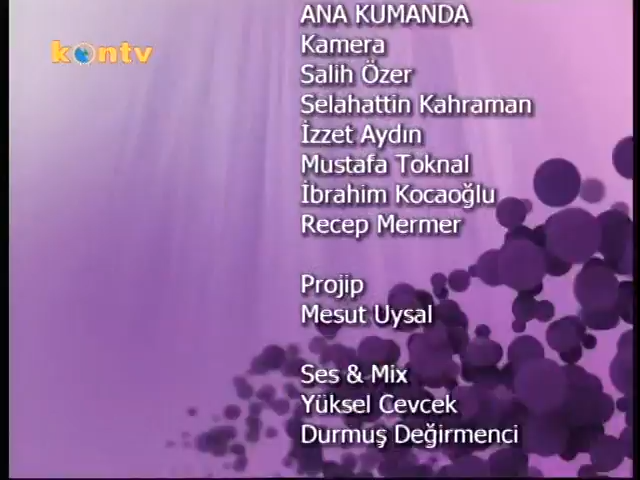 ANA KUMANDA
kontv
Kamera
Salih Özer
Selahattin Kahraman
İzzet Aydın
Mustafa Toknal
İbrahim Kocaoğlu
Recep Mermer
Projip
Mesut Uysal
Ses & Mix
Yüksel Cevcek
Durmuş Değirmenci